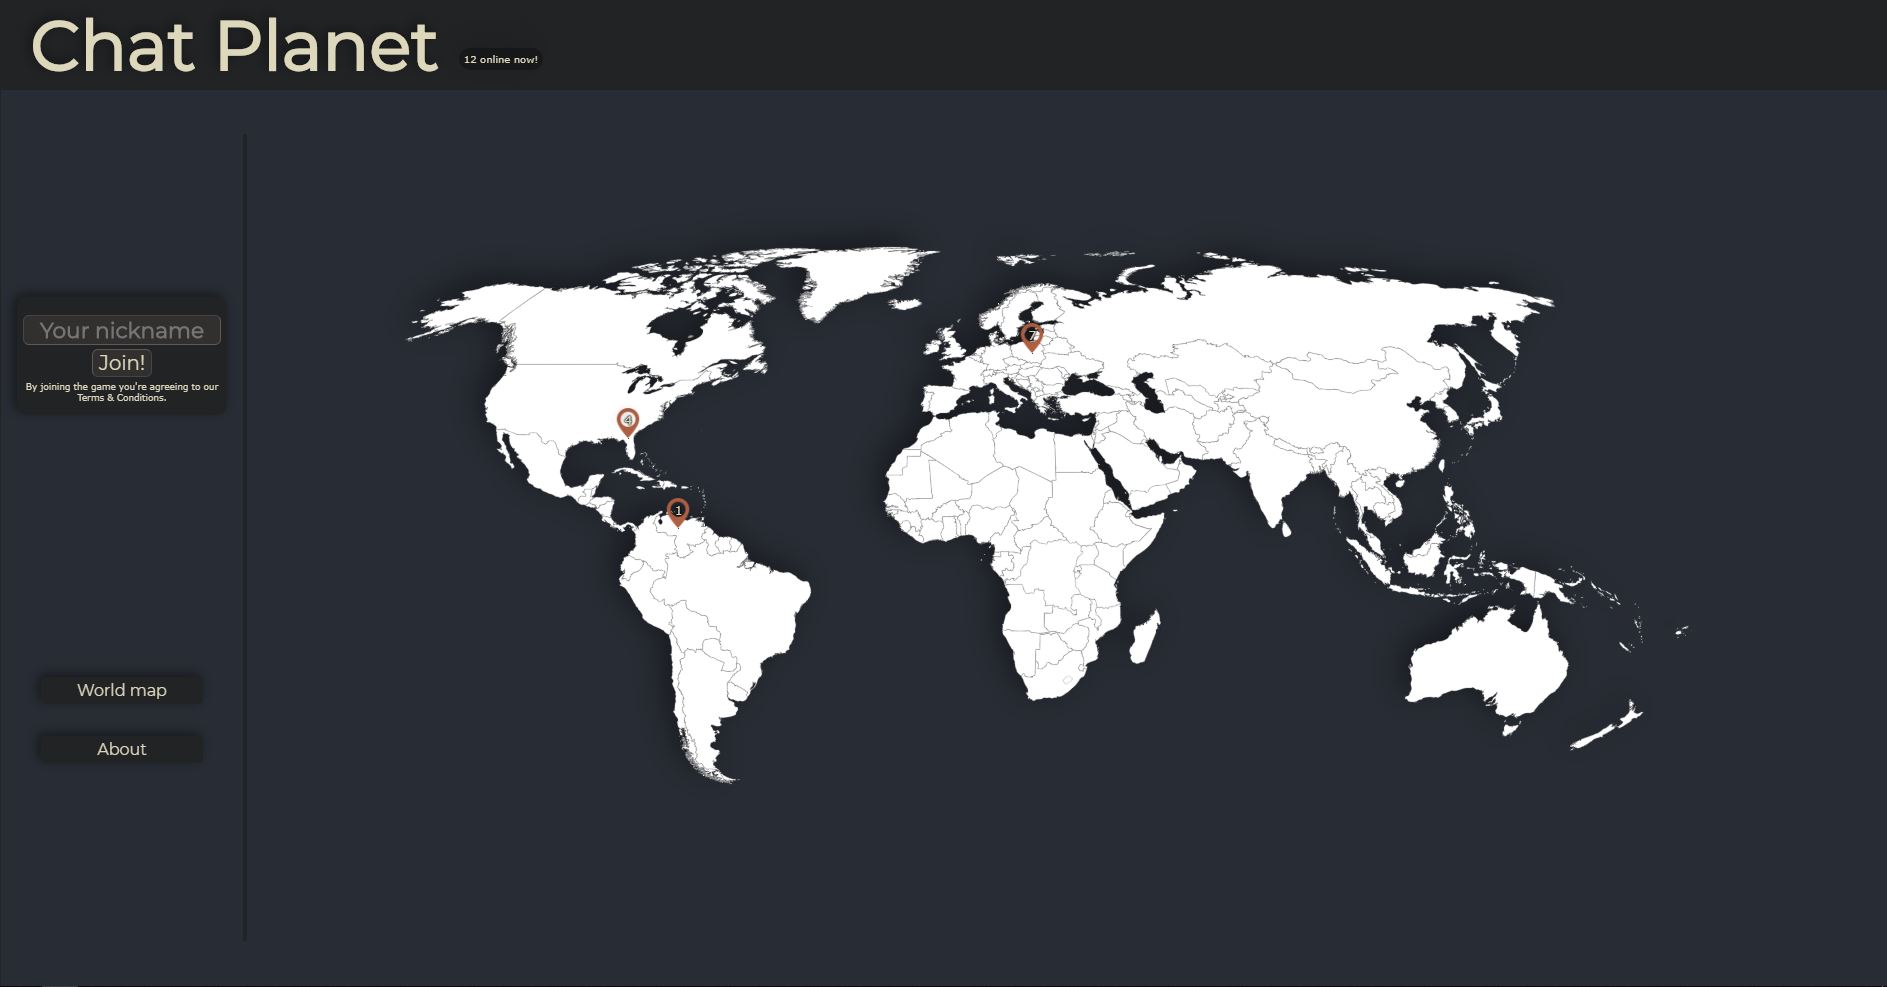 Chat Planet
12 online now!
Your nickname
Join!
By joining the game you're agreeing to our
Terms & Conditions.
World map
About
7
4
1